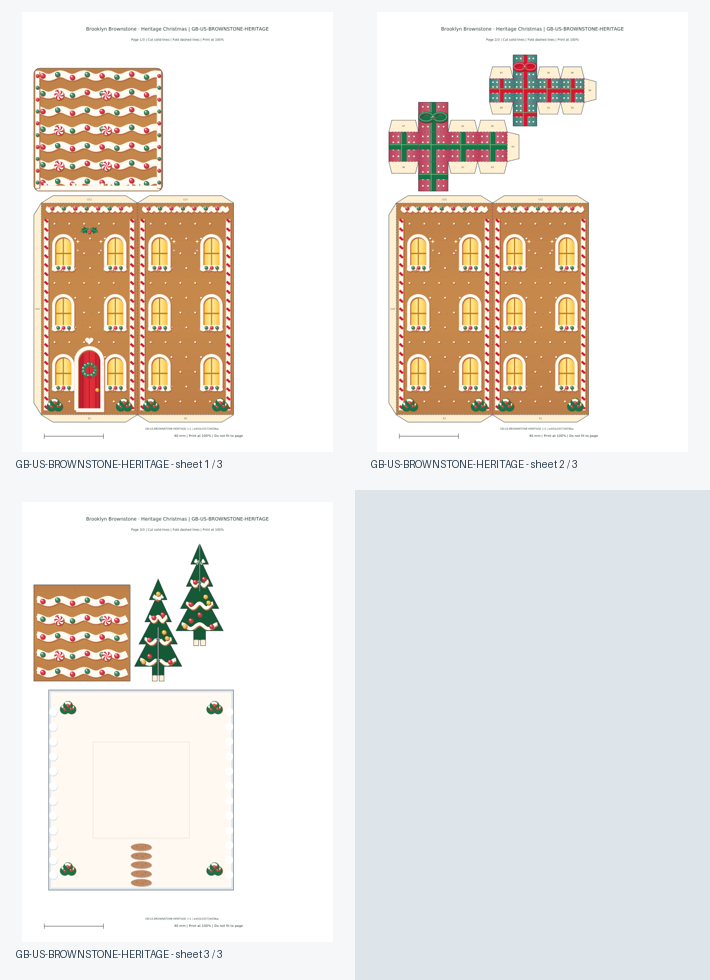 Brooklyn Brownstone · Heritage Christmas | GB-US-BROWNSTONE-HERITAGE
Page 1/3 | Cut solid lines | Fold dashed lines | Print at 100%
50 mm | Print at 100% | Do not fit to page
GB-US-BROWNSTONE-HERITAGE - sheet 1 / 3
Brooklyn Brownstone · Heritage Christmas | GB-US-BROWNSTONE-HERITAGE
Page 2/3 | Cut solid lines | Fold dashed lines | Print at 100%
50 mm | Print at 100% | Do not fit to page
GB-US-BROWNSTONE-HERITAGE - sheet 2 / 3
Brooklyn Brownstone · Heritage Christmas | GB-US-BROWNSTONE-HERITAGE
Page 3/3 | Cut solid lines | Fold dashed lines | Print at 100%
50 mm | Print at 100% | Do not fit to page
GB-US-BROWNSTONE-HERITAGE - sheet 3 / 3